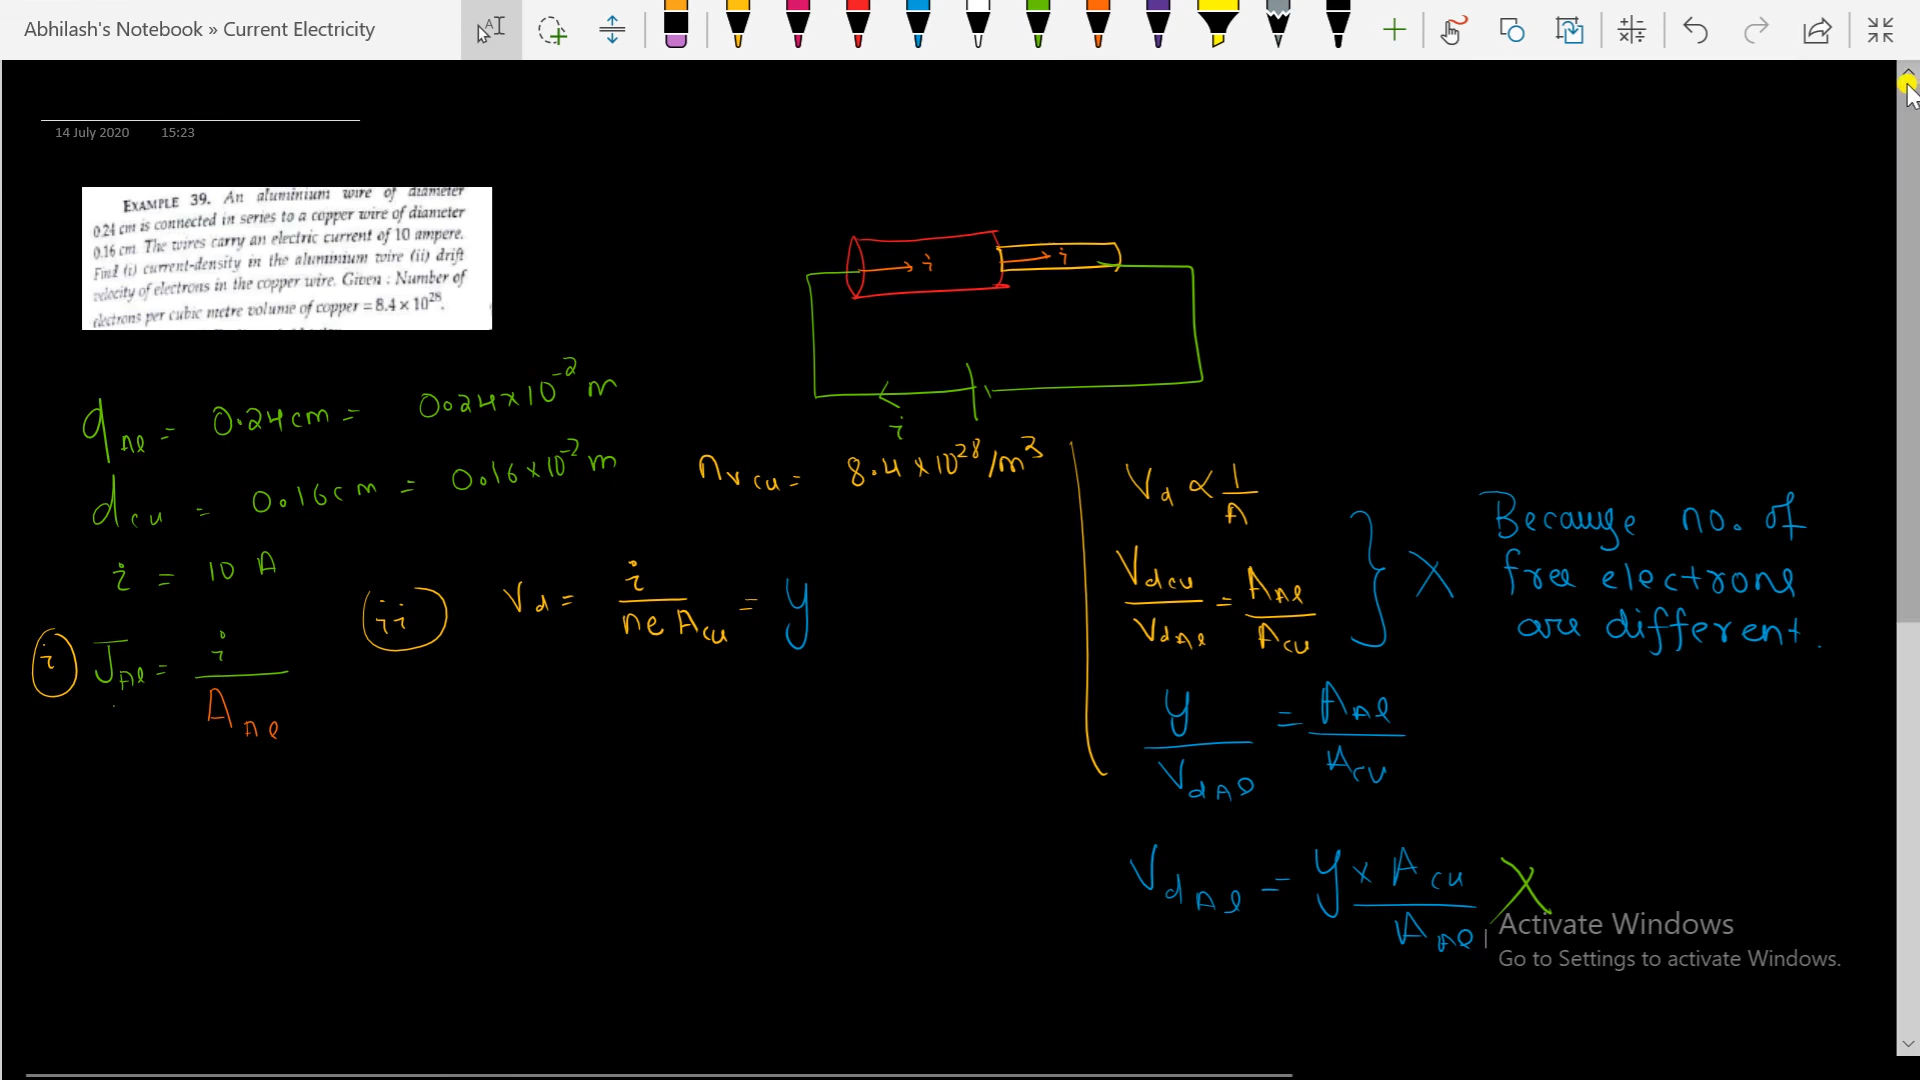 Abhilash's Notebook » Current Electricity
14 July 2020 15:23
EXAMPLE 39. An aluminium wire of diameter
0.24 cm is connected in series to a copper wire of diameter
0.16 cm. The wires carry an electric current of 10 ampere.
Find (i) current-density in the aluminium wire (ii) drift
velocity of electrons in the copper wire. Given : Number of
electrons per cubic metre volume of copper = 8.4 × 10²⁸.
i
i
i
d_Al = 0.24 cm = 0.24 × 10⁻² m
d_cu = 0.16 cm = 0.16 × 10⁻² m
n_v cu = 8.4 × 10²⁸ /m³
i = 10 A
(i) J_Al = i / A_Al
(ii) V_d = i / ne A_cu = y
V_d ∝ 1/A
V_dcu / V_dAl = A_Al / A_cu } X
Because no. of
free electrons
are different.
y / V_dAl = A_Al / A_cu
V_dAl = y × A_cu / A_Al X
Activate Windows
Go to Settings to activate Windows.